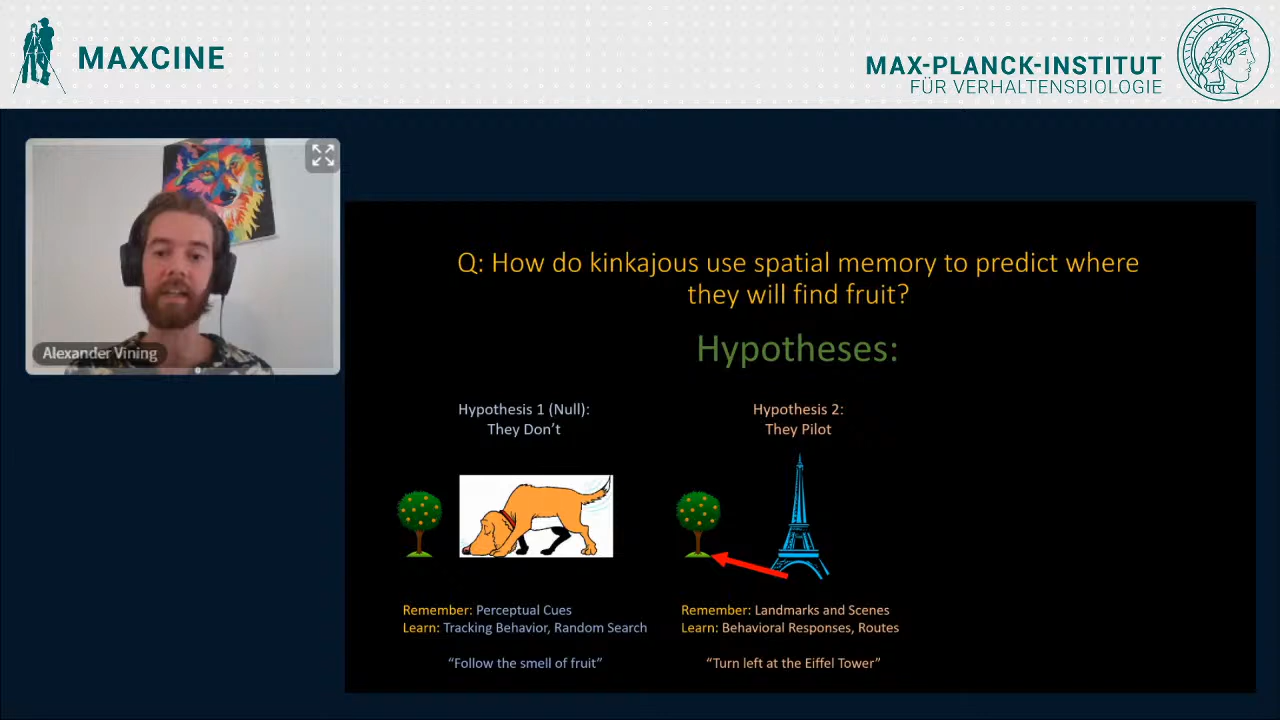 MAXCINE
MAX-PLANCK-INSTITUT
FÜR VERHALTENSBIOLOGIE
Alexander Vining
Q: How do kinkajous use spatial memory to predict where
they will find fruit?
Hypotheses:
Hypothesis 1 (Null):
They Don't
Hypothesis 2:
They Pilot
Remember: Perceptual Cues
Learn: Tracking Behavior, Random Search
"Follow the smell of fruit"
Remember: Landmarks and Scenes
Learn: Behavioral Responses, Routes
"Turn left at the Eiffel Tower"